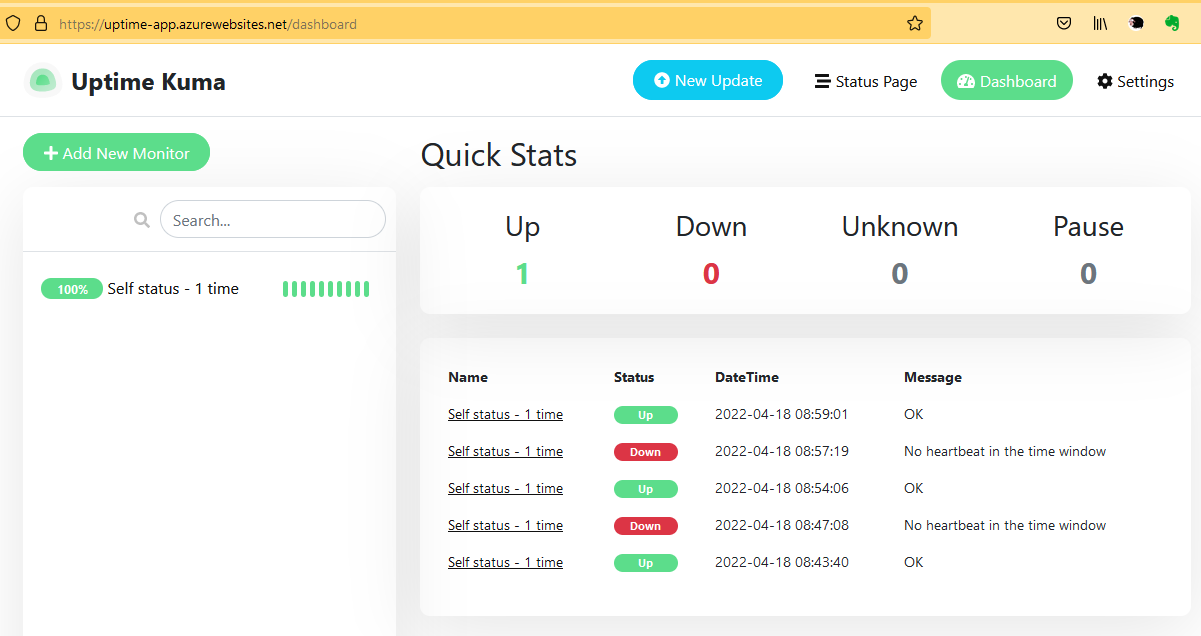 https://uptime-app.azurewebsites.net/dashboard
Uptime Kuma
New Update
Status Page
Dashboard
Settings
Add New Monitor
Search...
100% Self status - 1 time
Quick Stats
Up Down Unknown Pause
1 0 0 0
Name Status DateTime Message
Self status - 1 time Up 2022-04-18 08:59:01 OK
Self status - 1 time Down 2022-04-18 08:57:19 No heartbeat in the time window
Self status - 1 time Up 2022-04-18 08:54:06 OK
Self status - 1 time Down 2022-04-18 08:47:08 No heartbeat in the time window
Self status - 1 time Up 2022-04-18 08:43:40 OK